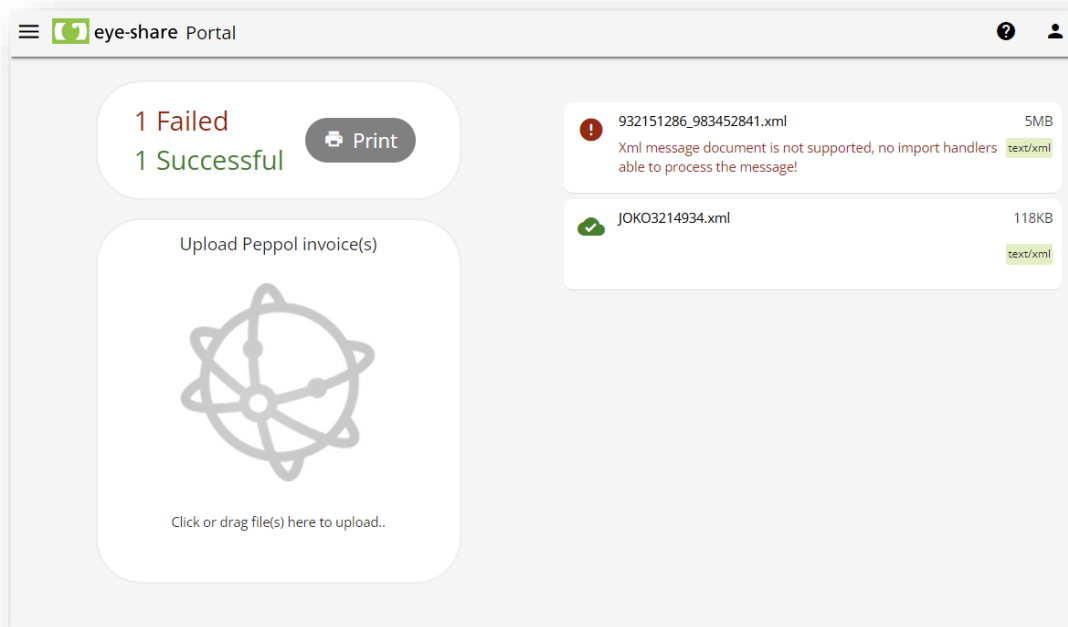 eye-share Portal
1 Failed
1 Successful
Print
Upload Peppol invoice(s)
Click or drag file(s) here to upload..
932151286_983452841.xml 5MB
Xml message document is not supported, no import handlers text/xml
able to process the message!
JOKO3214934.xml 118KB
text/xml